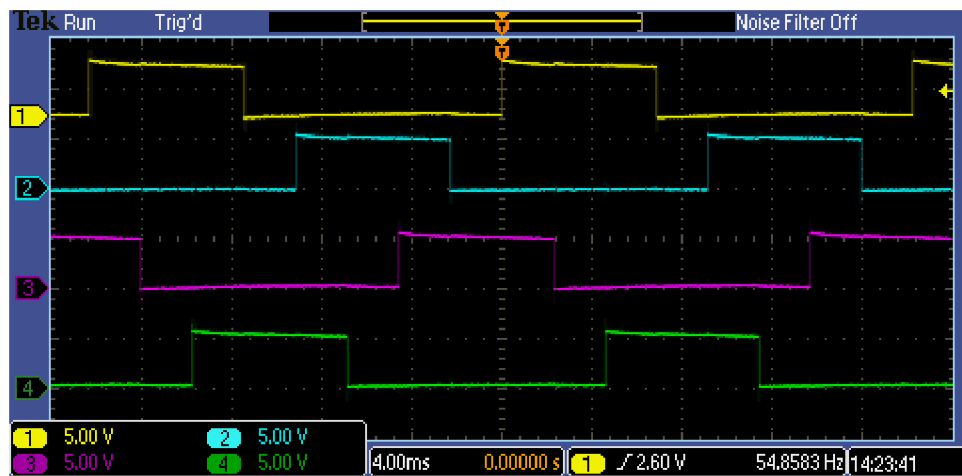 Tek Run Trig'd Noise Filter Off
T
T
1
2
3
4
1 5.00 V 2 5.00 V
3 5.00 V 4 5.00 V
4.00ms 0.00000 s 1 2.60 V 54.8583 Hz 14:23:41